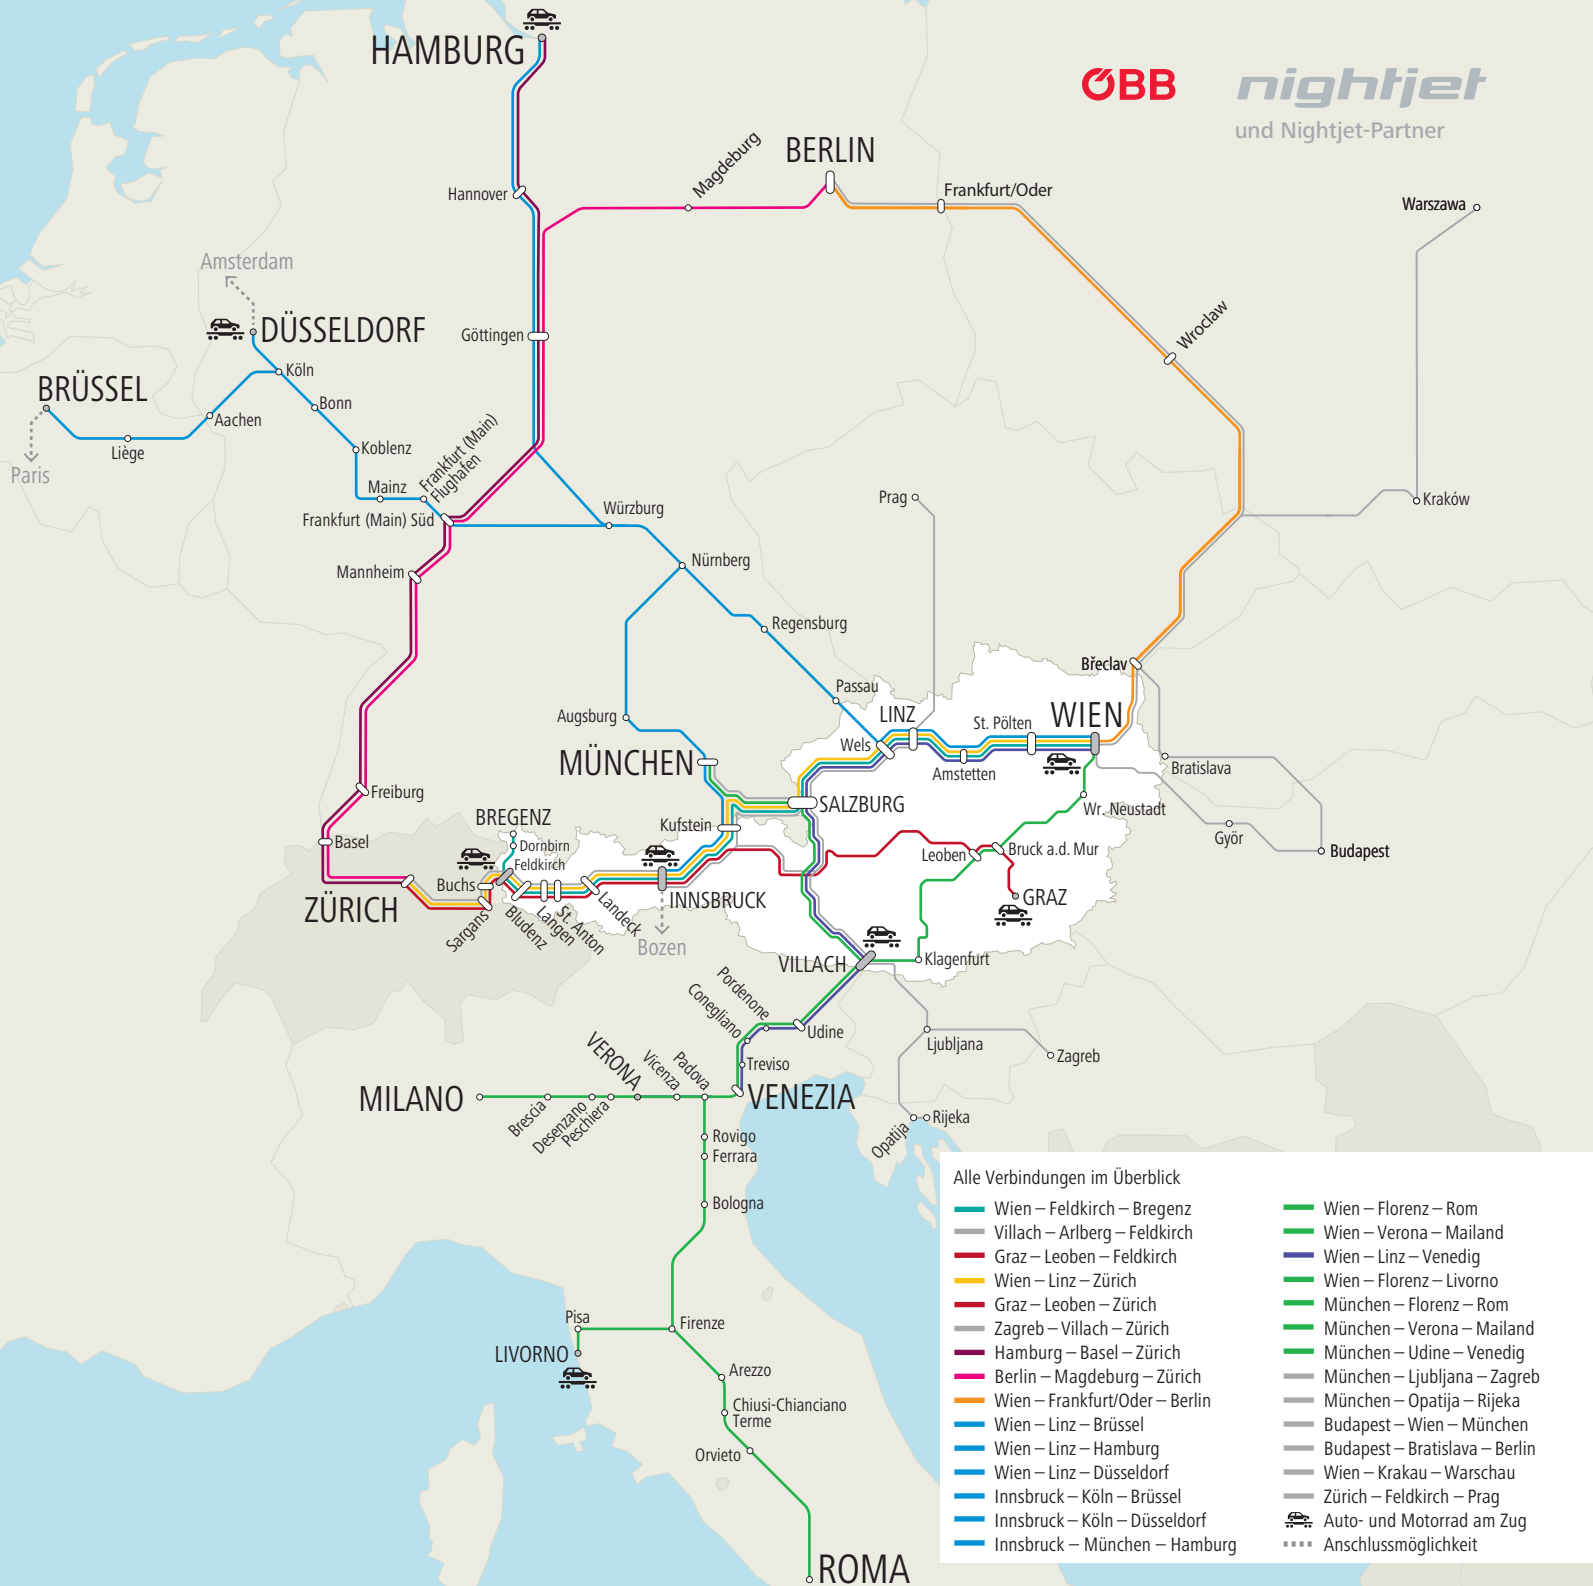 HAMBURG
ÖBB
nightjet
und Nightjet-Partner
BERLIN
Magdeburg
Hannover
Frankfurt/Oder
Warszawa
Amsterdam
DÜSSELDORF
Göttingen
Wroclaw
BRÜSSEL
Köln
Bonn
Aachen
Liège
Koblenz
Paris
Mainz
Frankfurt (Main)
Flughafen
Frankfurt (Main) Süd
Würzburg
Prag
Kraków
Mannheim
Nürnberg
Regensburg
Passau
Břeclav
Augsburg
LINZ
St. Pölten
WIEN
Wels
MÜNCHEN
Amstetten
Bratislava
Freiburg
SALZBURG
Wr. Neustadt
BREGENZ
Kufstein
Györ
Basel
Dornbirn
Budapest
Feldkirch
Leoben
Bruck a.d. Mur
Buchs
ZÜRICH
INNSBRUCK
GRAZ
Sargans
Bludenz
Langen
St. Anton
Landeck
Bozen
VILLACH
Klagenfurt
Pordenone
Conegliano
Udine
Ljubljana
Zagreb
Treviso
VERONA
Vicenza
Padova
MILANO
VENEZIA
Brescia
Desenzano
Peschiera
Opatija
Rijeka
Rovigo
Ferrara
Bologna
Pisa
Firenze
LIVORNO
Arezzo
Chiusi-Chianciano
Terme
Orvieto
ROMA
Alle Verbindungen im Überblick
Wien – Feldkirch – Bregenz
Villach – Arlberg – Feldkirch
Graz – Leoben – Feldkirch
Wien – Linz – Zürich
Graz – Leoben – Zürich
Zagreb – Villach – Zürich
Hamburg – Basel – Zürich
Berlin – Magdeburg – Zürich
Wien – Frankfurt/Oder – Berlin
Wien – Linz – Brüssel
Wien – Linz – Hamburg
Wien – Linz – Düsseldorf
Innsbruck – Köln – Brüssel
Innsbruck – Köln – Düsseldorf
Innsbruck – München – Hamburg
Wien – Florenz – Rom
Wien – Verona – Mailand
Wien – Linz – Venedig
Wien – Florenz – Livorno
München – Florenz – Rom
München – Verona – Mailand
München – Udine – Venedig
München – Ljubljana – Zagreb
München – Opatija – Rijeka
Budapest – Wien – München
Budapest – Bratislava – Berlin
Wien – Krakau – Warschau
Zürich – Feldkirch – Prag
Auto- und Motorrad am Zug
Anschlussmöglichkeit